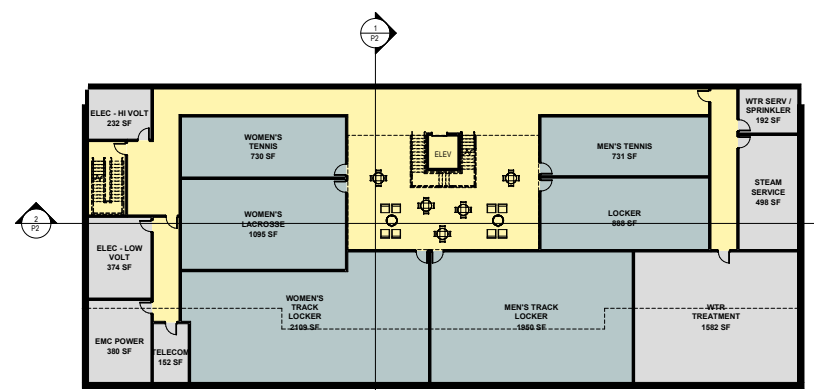 1
P2
ELEC - HI VOLT
232 SF
WOMEN'S
TENNIS
730 SF
ELEV
MEN'S TENNIS
731 SF
WTR SERV /
SPRINKLER
192 SF
STEAM
SERVICE
498 SF
2
P2
WOMEN'S
LACROSSE
1095 SF
LOCKER
888 SF
ELEC - LOW
VOLT
374 SF
WOMEN'S
TRACK
LOCKER
2109 SF
MEN'S TRACK
LOCKER
1950 SF
WTR
TREATMENT
1582 SF
EMC POWER
380 SF
TELECOM
152 SF